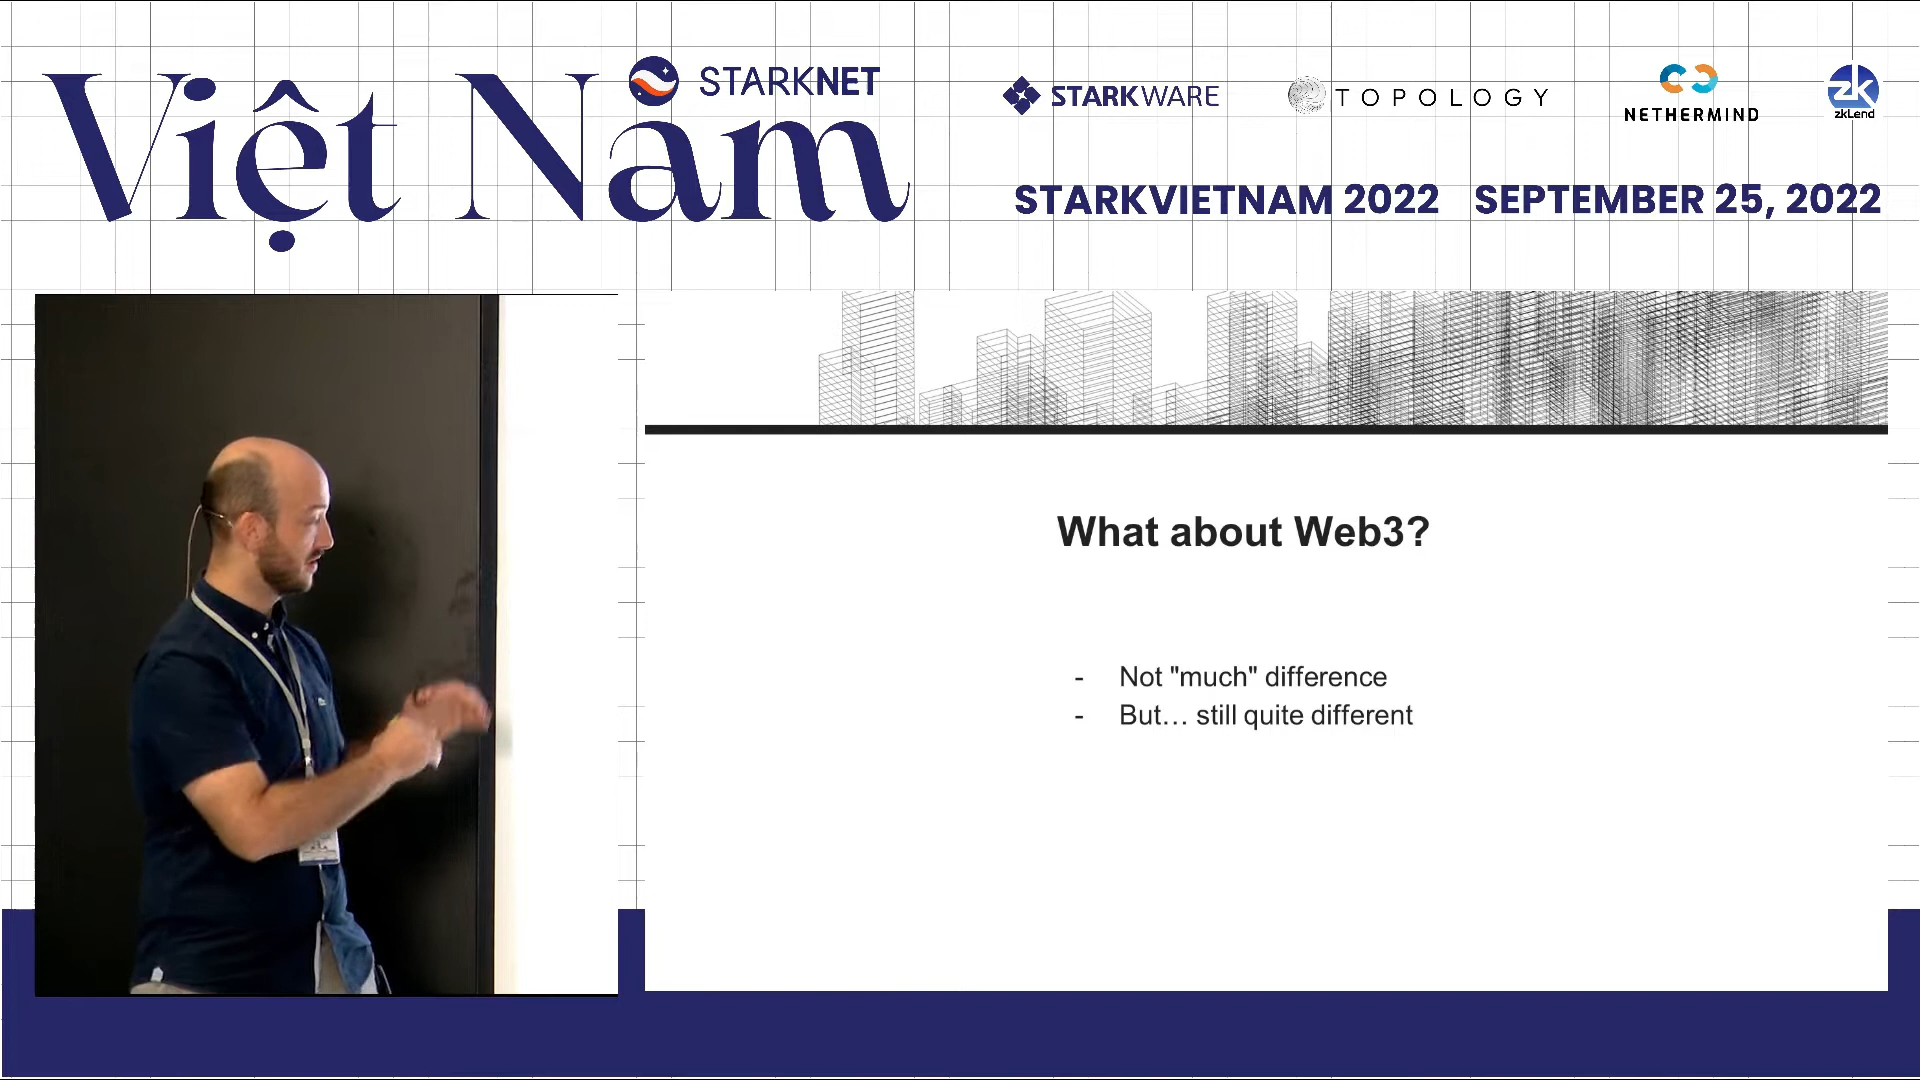 Việt Nam
STARKNET
STARKWARE
TOPOLOGY
NETHERMIND
zk
zkLend
STARKVIETNAM 2022 SEPTEMBER 25, 2022
What about Web3?
- Not "much" difference
- But... still quite different